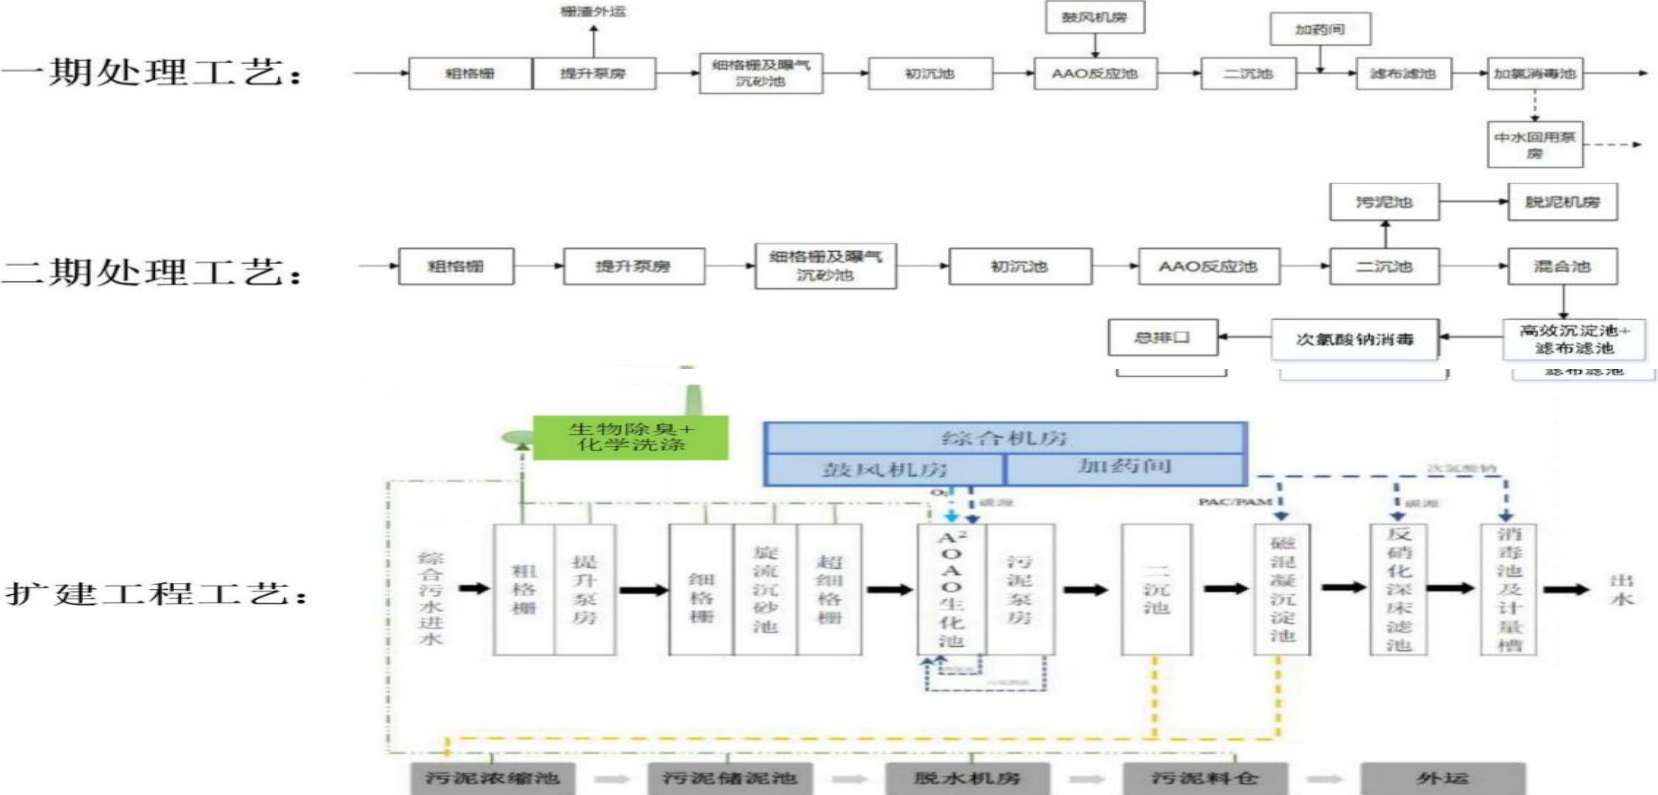 栅渣外运
鼓风机房
加药间
一期处理工艺：
粗格栅
提升泵房
细格栅及曝气
沉砂池
初沉池
AAO反应池
二沉池
滤布滤池
加氯消毒池
中水回用泵
房
污泥池
脱泥机房
二期处理工艺：
粗格栅
提升泵房
细格栅及曝气
沉砂池
初沉池
AAO反应池
二沉池
混合池
总排口
次氯酸钠消毒
高效沉淀池+
滤布滤池
滤布滤池
生物除臭+
化学洗涤
综合机房
鼓风机房
加药间
次氯酸钠
碳源
PAC/PAM
碳源
扩建工程工艺：
综合污水进水
粗格栅
提升泵房
细格栅
旋流沉砂池
超细格栅
A²OAO生化池
污泥泵房
二沉池
磁混凝沉淀池
反硝化深床滤池
消毒池及计量槽
出水
污泥浓缩池
污泥储泥池
脱水机房
污泥料仓
外运